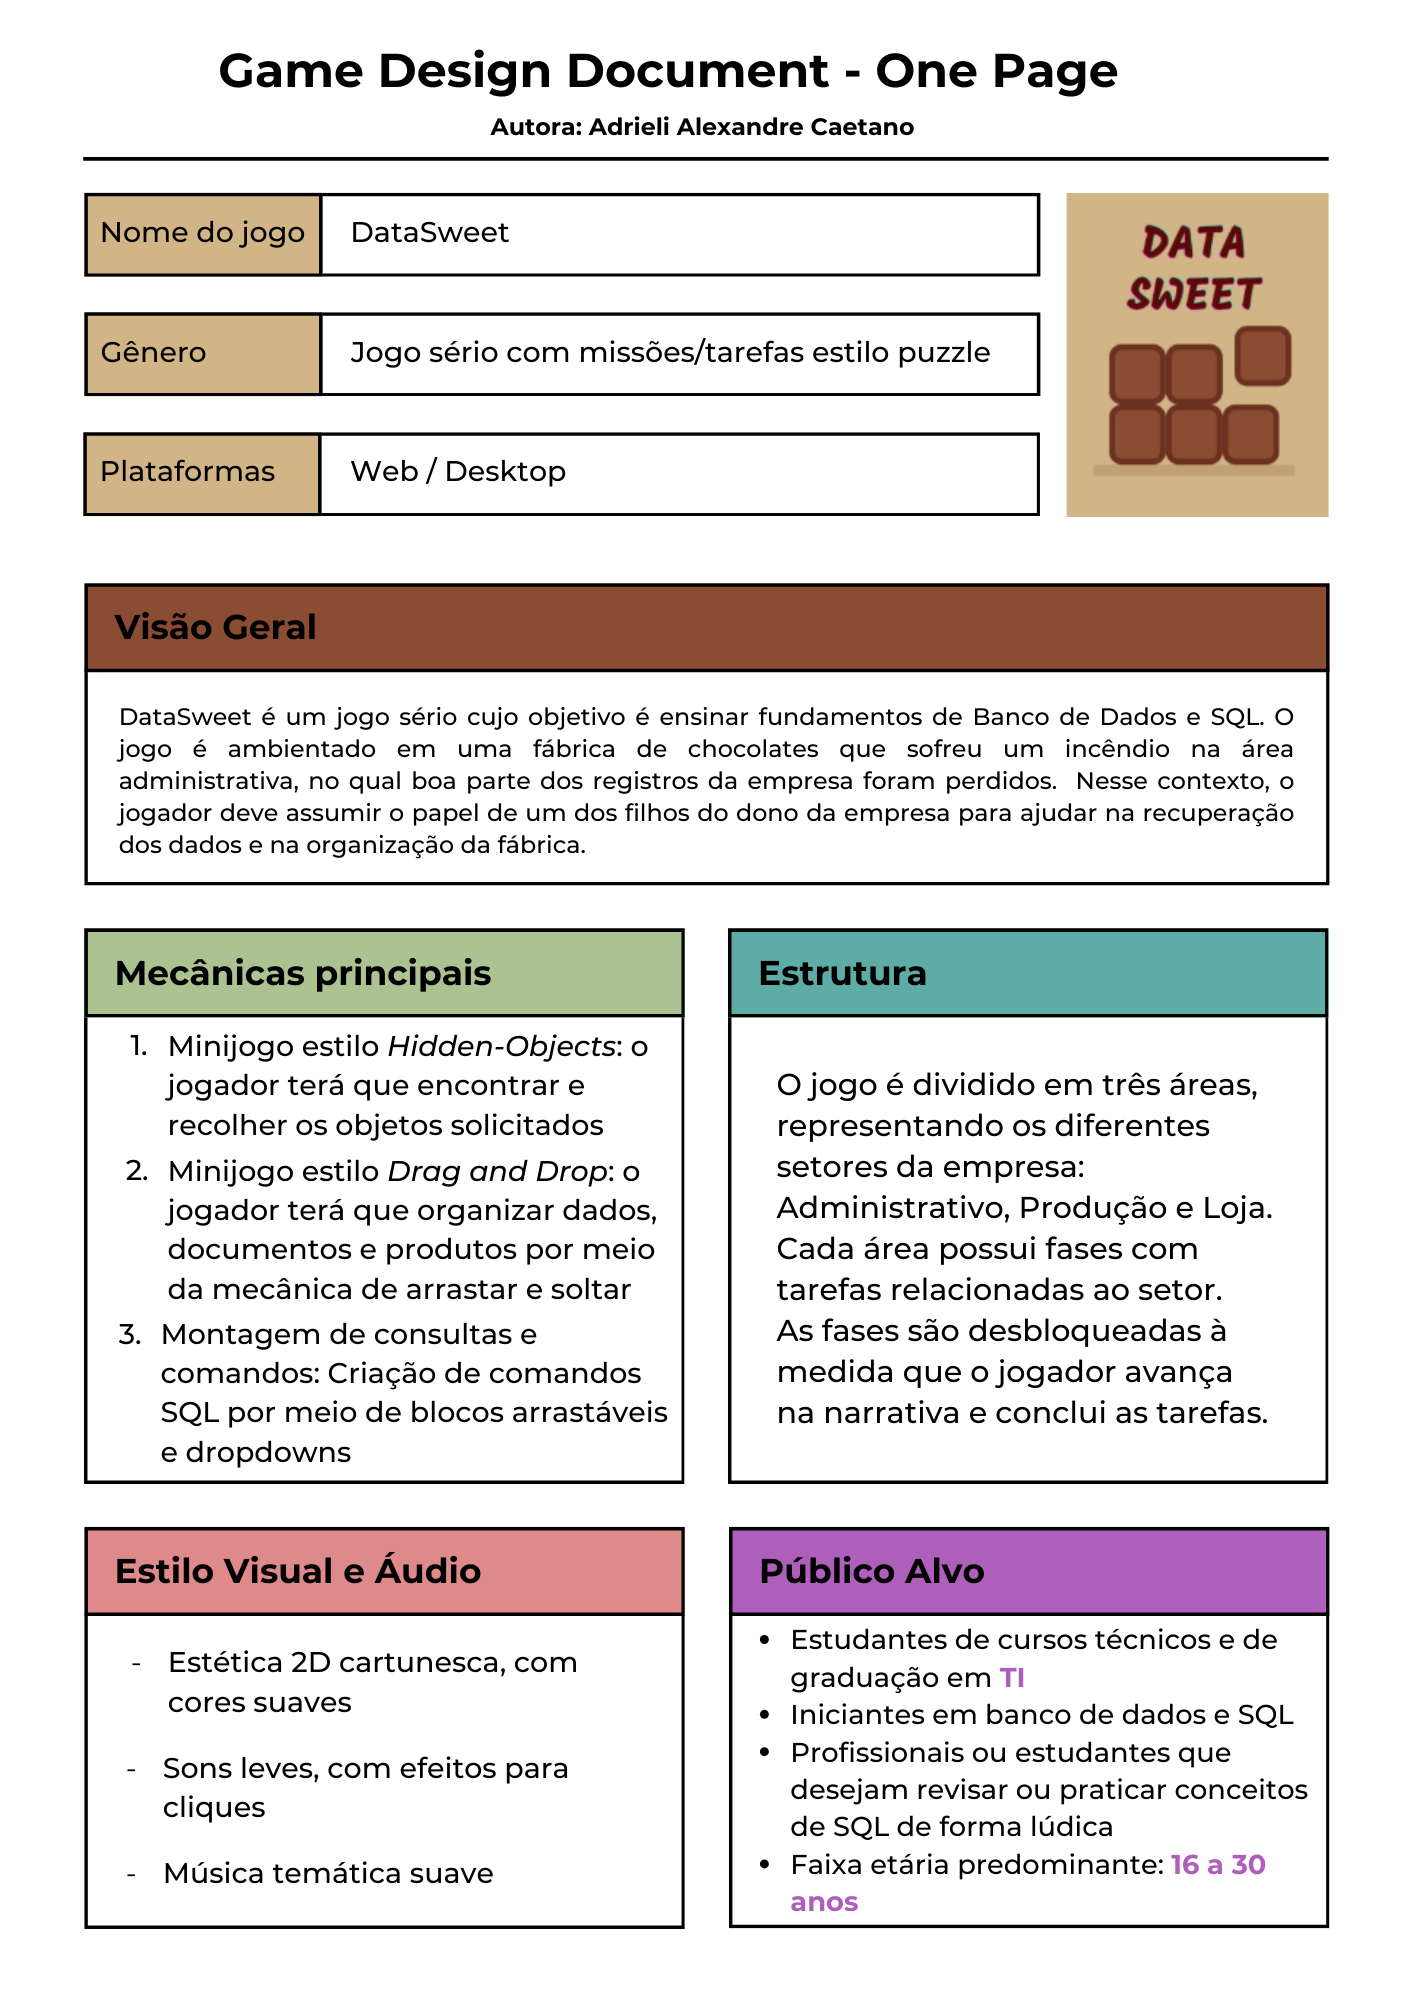 Game Design Document - One Page
Autora: Adrieli Alexandre Caetano
Nome do jogo
DataSweet
Gênero
Jogo sério com missões/tarefas estilo puzzle
Plataformas
Web / Desktop
DATA
SWEET
Visão Geral
DataSweet é um jogo sério cujo objetivo é ensinar fundamentos de Banco de Dados e SQL. O
jogo é ambientado em uma fábrica de chocolates que sofreu um incêndio na área
administrativa, no qual boa parte dos registros da empresa foram perdidos. Nesse contexto, o
jogador deve assumir o papel de um dos filhos do dono da empresa para ajudar na recuperação
dos dados e na organização da fábrica.
Mecânicas principais
1. Minijogo estilo Hidden-Objects: o
jogador terá que encontrar e
recolher os objetos solicitados
2. Minijogo estilo Drag and Drop: o
jogador terá que organizar dados,
documentos e produtos por meio
da mecânica de arrastar e soltar
3. Montagem de consultas e
comandos: Criação de comandos
SQL por meio de blocos arrastáveis
e dropdowns
Estrutura
O jogo é dividido em três áreas,
representando os diferentes
setores da empresa:
Administrativo, Produção e Loja.
Cada área possui fases com
tarefas relacionadas ao setor.
As fases são desbloqueadas à
medida que o jogador avança
na narrativa e conclui as tarefas.
Estilo Visual e Áudio
- Estética 2D cartunesca, com
cores suaves
- Sons leves, com efeitos para
cliques
- Música temática suave
Público Alvo
• Estudantes de cursos técnicos e de
graduação em TI
• Iniciantes em banco de dados e SQL
• Profissionais ou estudantes que
desejam revisar ou praticar conceitos
de SQL de forma lúdica
• Faixa etária predominante: 16 a 30
anos